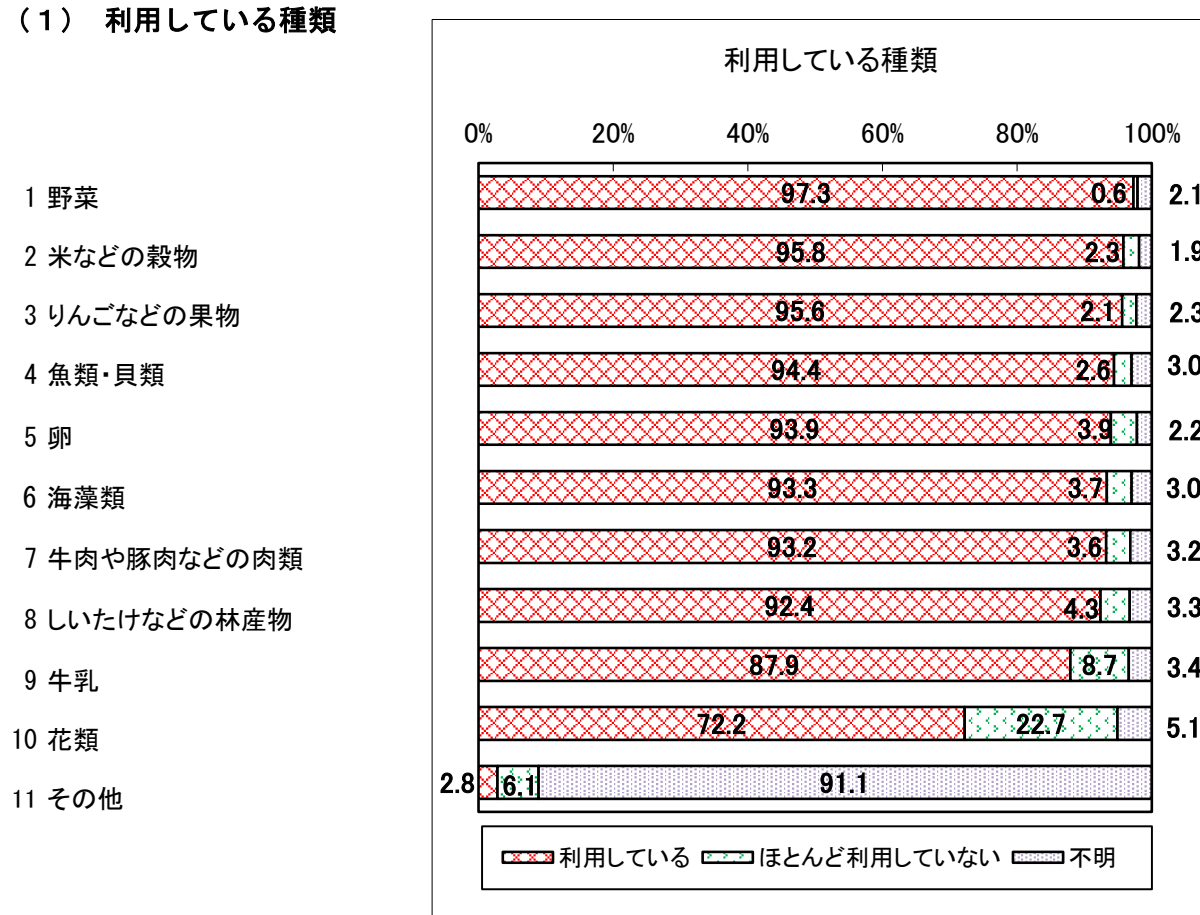 (1) 利用している種類
利用している種類
0% 20% 40% 60% 80% 100%
1 野菜 97.3 0.6 2.1
2 米などの穀物 95.8 2.3 1.9
3 りんごなどの果物 95.6 2.1 2.3
4 魚類・貝類 94.4 2.6 3.0
5 卵 93.9 3.9 2.2
6 海藻類 93.3 3.7 3.0
7 牛肉や豚肉などの肉類 93.2 3.6 3.2
8 しいたけなどの林産物 92.4 4.3 3.3
9 牛乳 87.9 8.7 3.4
10 花類 72.2 22.7 5.1
11 その他 2.8 6.1 91.1
利用している ほとんど利用していない 不明